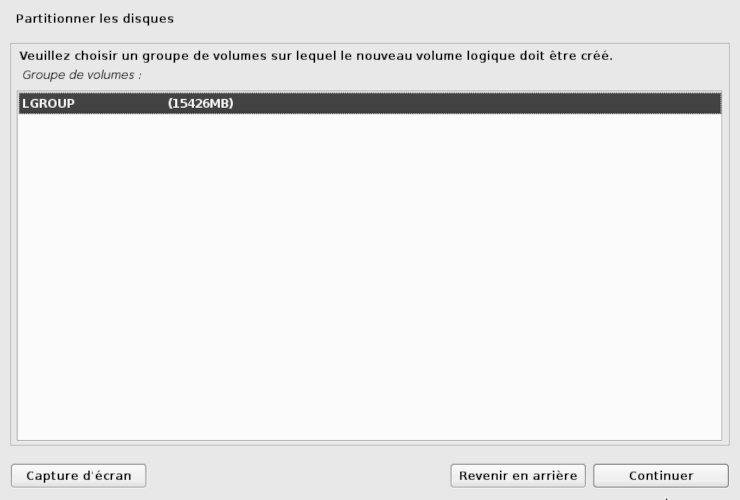 Partitionner les disques
Veuillez choisir un groupe de volumes sur lequel le nouveau volume logique doit être créé.
Groupe de volumes :
LGROUP (15426MB)
Capture d'écran Revenir en arrière Continuer